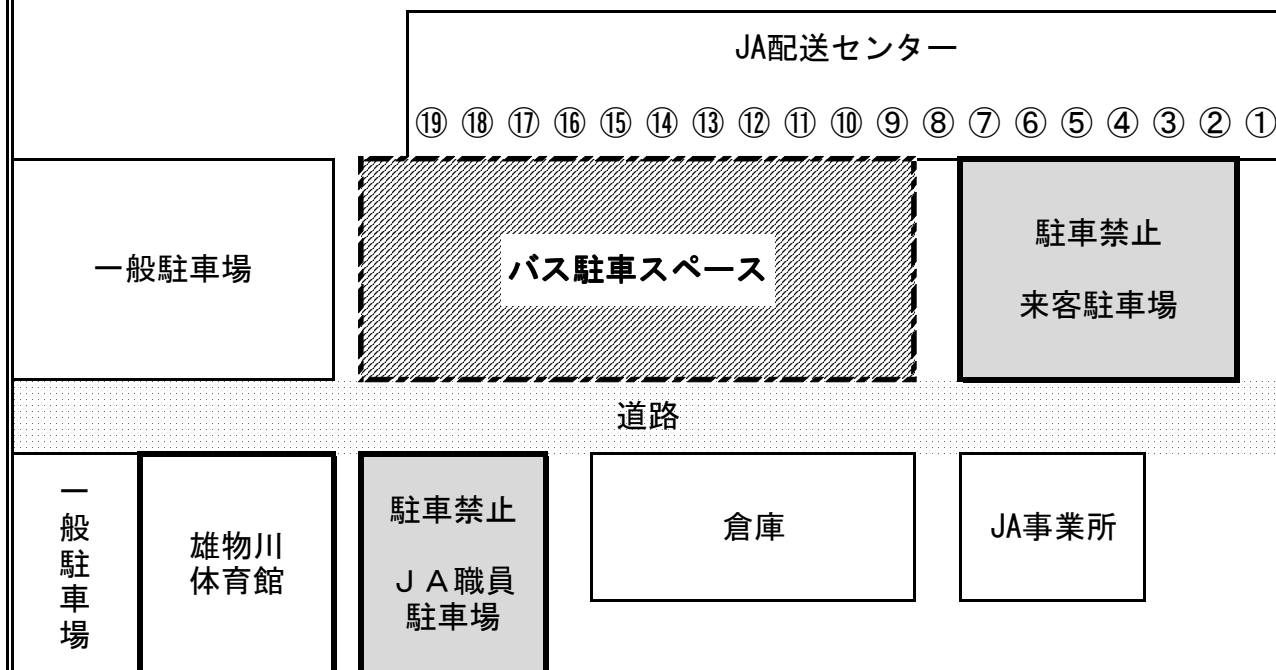 JA配送センター
⑲ ⑱ ⑰ ⑯ ⑮ ⑭ ⑬ ⑫ ⑪ ⑩ ⑨ ⑧ ⑦ ⑥ ⑤ ④ ③ ② ①
一般駐車場
バス駐車スペース
駐車禁止
来客駐車場
道路
一般駐車場
雄物川
体育館
駐車禁止
ＪＡ職員
駐車場
倉庫
JA事業所